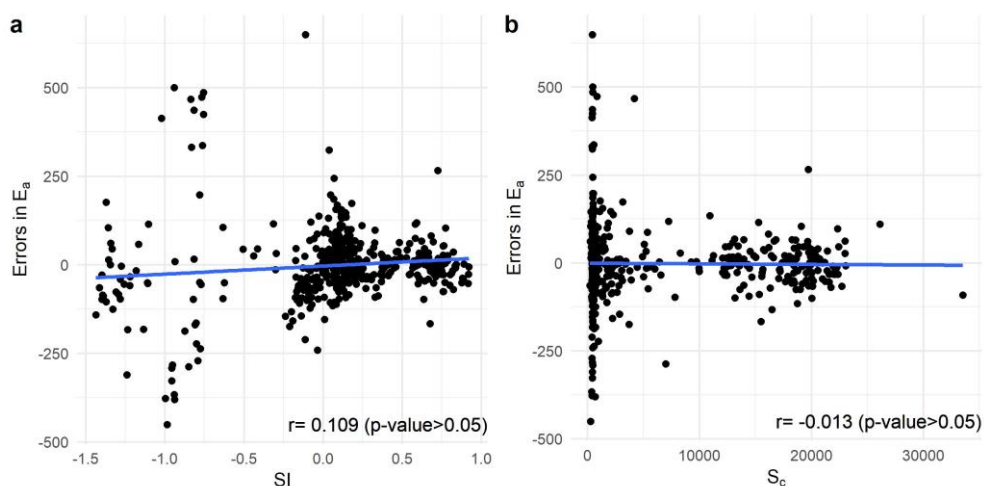 a
500
250
0
-250
-500
Errors in Ea
-1.5 -1.0 -0.5 0.0 0.5 1.0
SI
r= 0.109 (p-value>0.05)
b
500
250
0
-250
-500
Errors in Ea
0 10000 20000 30000
Sc
r= -0.013 (p-value>0.05)